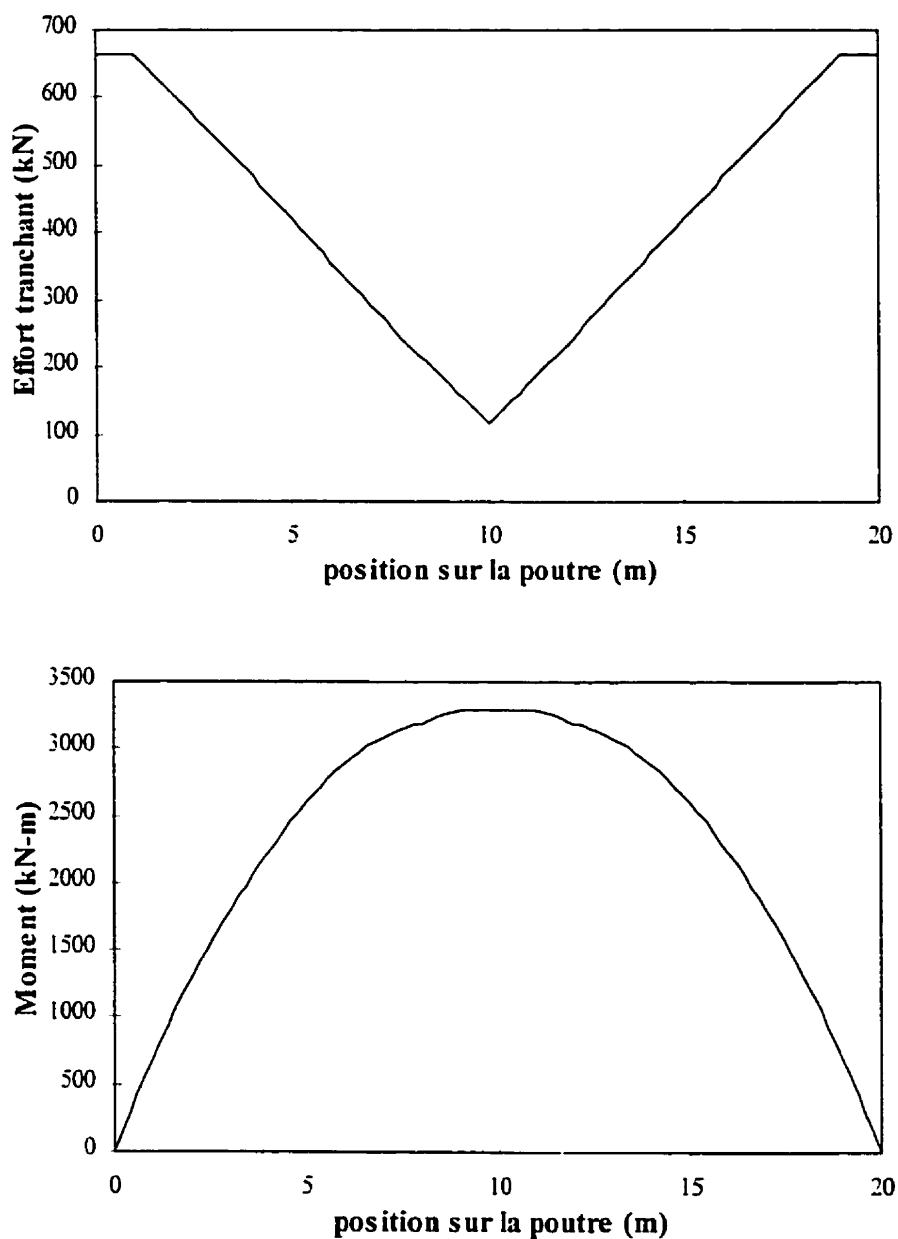 700
600
500
400
300
200
100
0
Effort tranchant (kN)
0 5 10 15 20
position sur la poutre (m)
3500
3000
2500
2000
1500
1000
500
0
Moment (kN-m)
0 5 10 15 20
position sur la poutre (m)